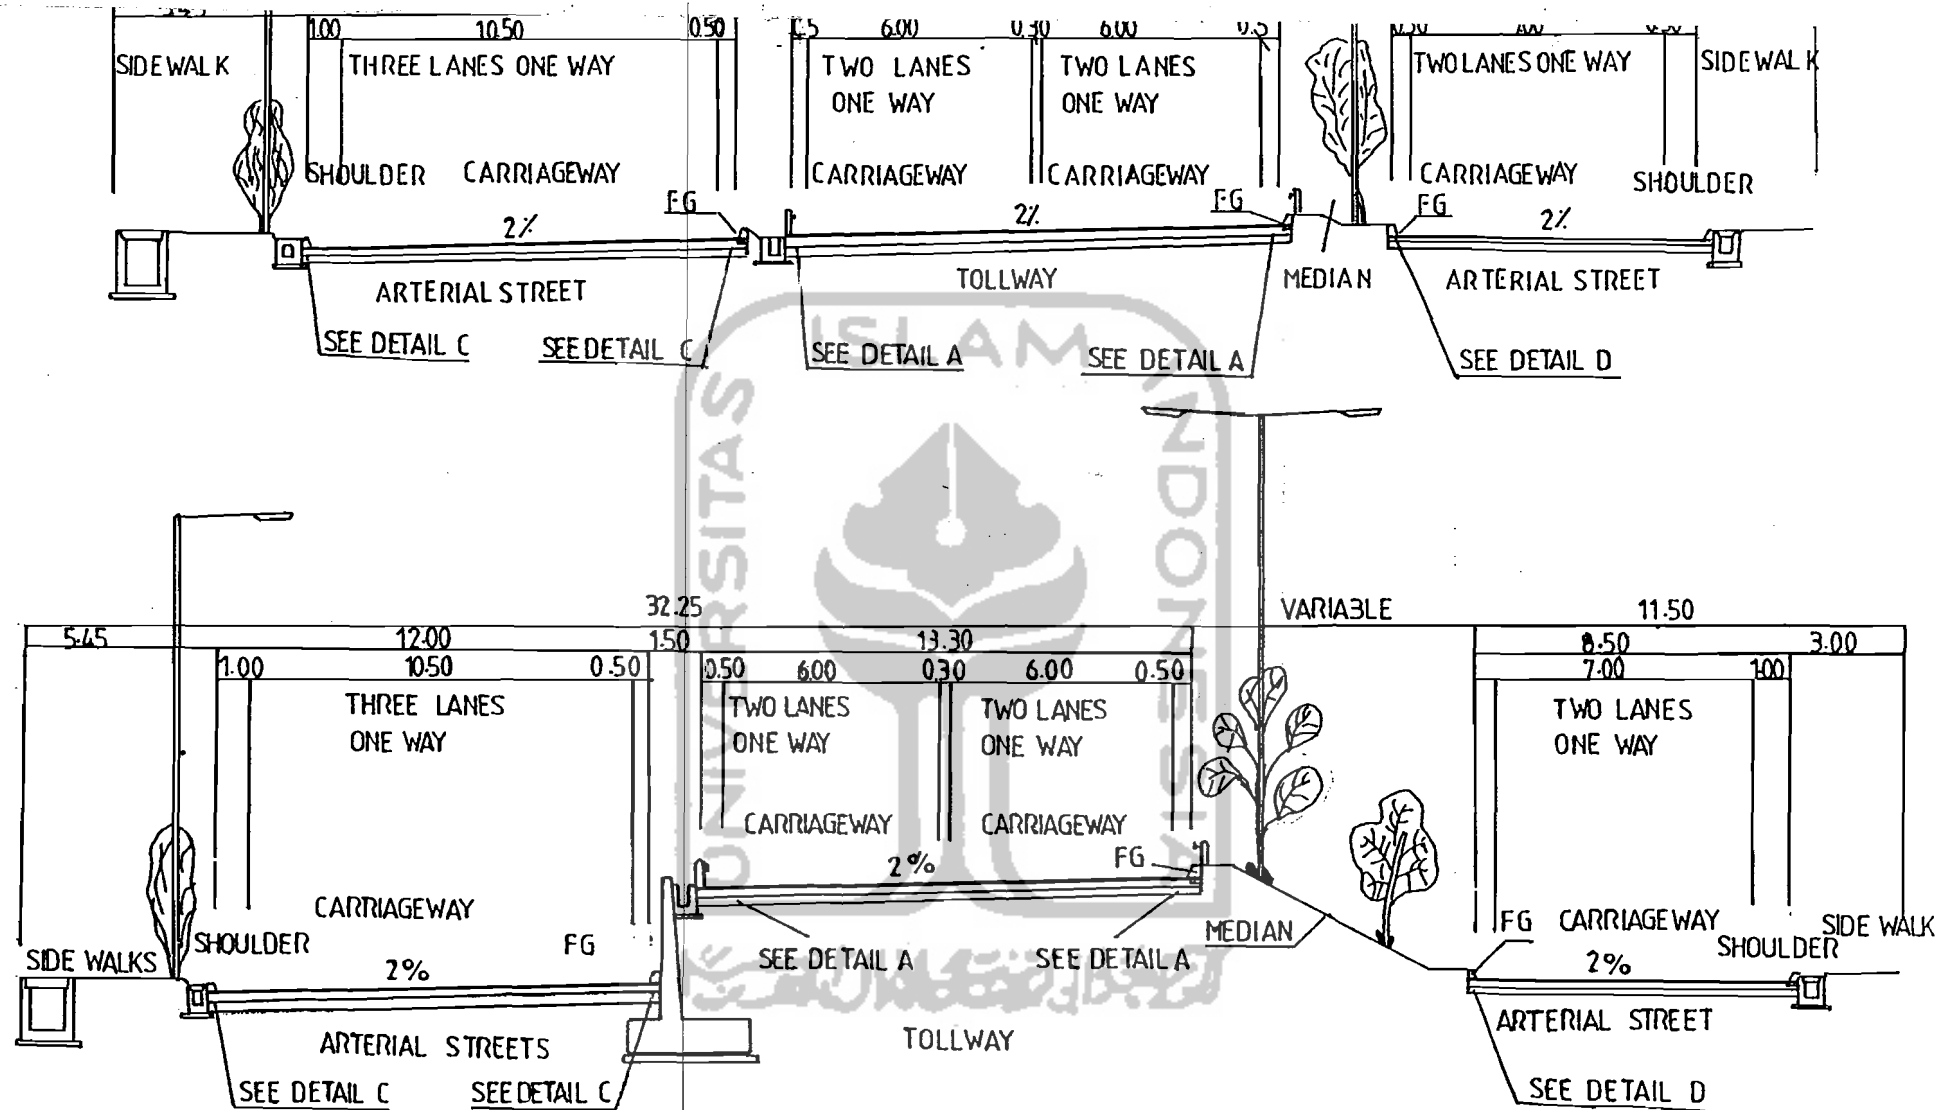 1.00 10.50 0.50 6.00 0.30 6.00
SIDEWALK THREE LANES ONE WAY TWO LANES TWO LANES TWO LANES ONE WAY SIDEWALK
ONE WAY ONE WAY
SHOULDER CARRIAGEWAY CARRIAGEWAY CARRIAGEWAY CARRIAGEWAY SHOULDER
FG FG FG
2% 2% 2%
ARTERIAL STREET TOLLWAY MEDIAN ARTERIAL STREET
SEE DETAIL C SEE DETAIL C SEE DETAIL A SEE DETAIL A SEE DETAIL D
UNIVERSITAS ISLAM INDONESIA
32.25 VARIABLE 11.50
5.45 12.00 1.50 13.30 8.50 3.00
1.00 10.50 0.50 0.50 6.00 0.30 6.00 0.50 7.00 1.00
THREE LANES TWO LANES TWO LANES TWO LANES
ONE WAY ONE WAY ONE WAY ONE WAY
CARRIAGEWAY CARRIAGEWAY
2% FG
CARRIAGEWAY MEDIAN FG CARRIAGEWAY SIDE WALK
SIDE WALKS SHOULDER FG SEE DETAIL A SEE DETAIL A SHOULDER
2% 2%
ARTERIAL STREETS TOLLWAY ARTERIAL STREET
SEE DETAIL C SEE DETAIL C SEE DETAIL D